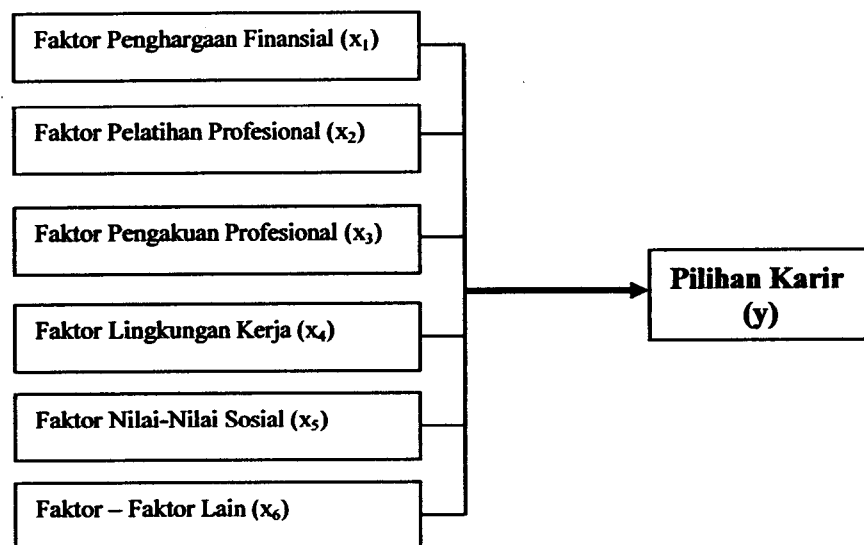 Faktor Penghargaan Finansial (x₁)
Faktor Pelatihan Profesional (x₂)
Faktor Pengakuan Profesional (x₃)
Faktor Lingkungan Kerja (x₄)
Faktor Nilai-Nilai Sosial (x₅)
Faktor – Faktor Lain (x₆)
Pilihan Karir
(y)